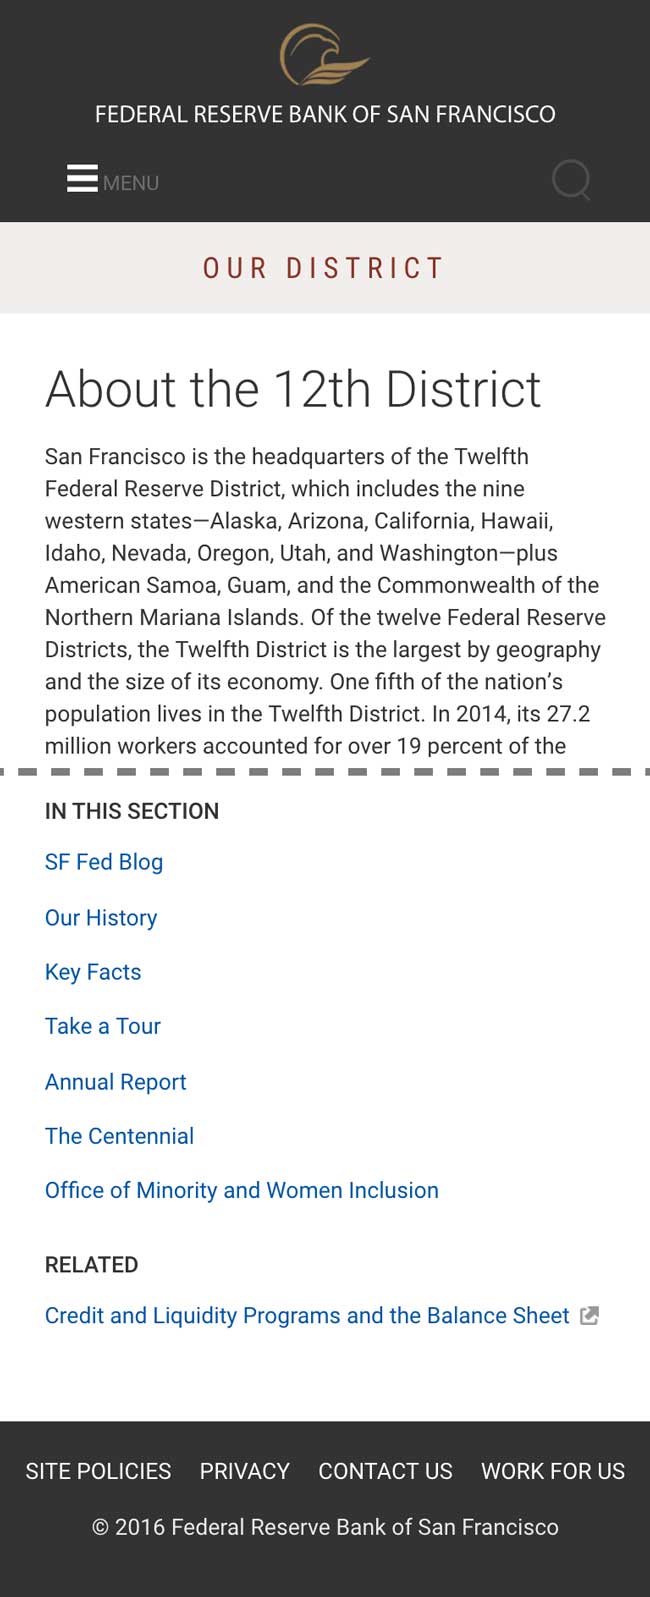 FEDERAL RESERVE BANK OF SAN FRANCISCO
MENU
OUR DISTRICT
About the 12th District
San Francisco is the headquarters of the Twelfth
Federal Reserve District, which includes the nine
western states—Alaska, Arizona, California, Hawaii,
Idaho, Nevada, Oregon, Utah, and Washington—plus
American Samoa, Guam, and the Commonwealth of the
Northern Mariana Islands. Of the twelve Federal Reserve
Districts, the Twelfth District is the largest by geography
and the size of its economy. One fifth of the nation’s
population lives in the Twelfth District. In 2014, its 27.2
million workers accounted for over 19 percent of the
IN THIS SECTION
SF Fed Blog
Our History
Key Facts
Take a Tour
Annual Report
The Centennial
Office of Minority and Women Inclusion
RELATED
Credit and Liquidity Programs and the Balance Sheet
SITE POLICIES PRIVACY CONTACT US WORK FOR US
© 2016 Federal Reserve Bank of San Francisco